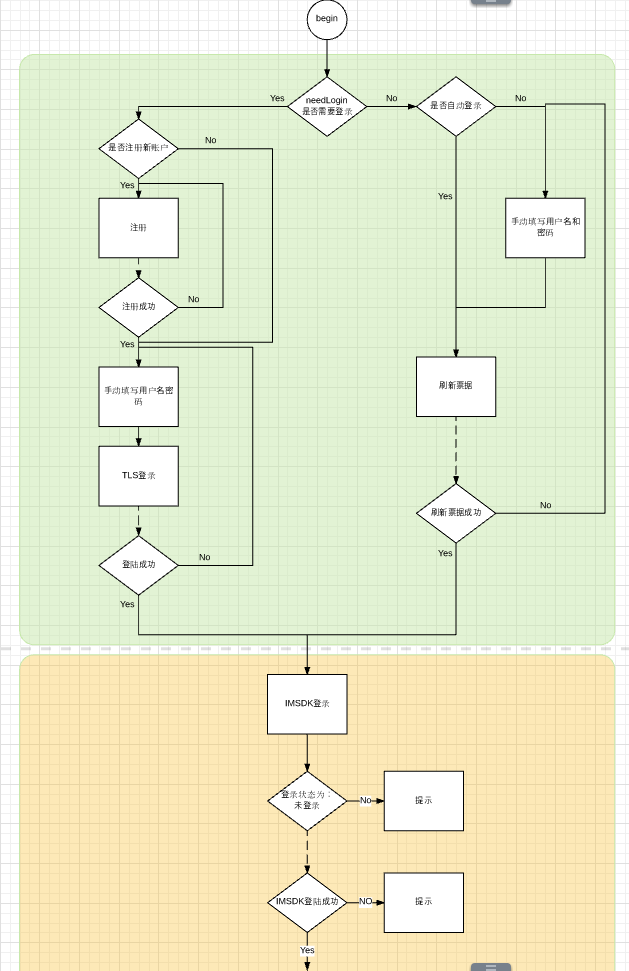 begin
needLogin
是否需要登录
Yes
No
是否自动登录
No
是否注册新账户
No
Yes
Yes
注册
手动填写用户名和
密码
注册成功
No
Yes
手动填写用户名密
码
刷新票据
TLS登录
刷新票据成功
No
登陆成功
No
Yes
Yes
IMSDK登录
登录状态为：
未登录
No
提示
IMSDK登陆成功
NO
提示
Yes